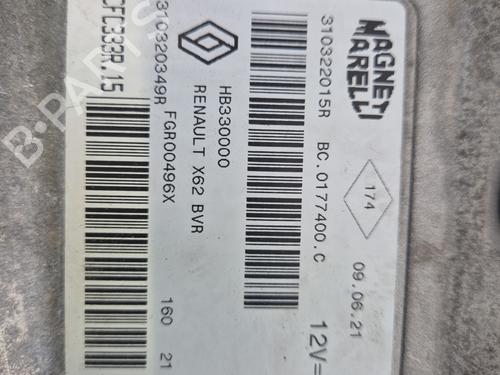 MAGNETI
MARELLI
174
09.06.21
12V=
310322015R BC.0177400.C
HB330000
RENAULT X62 BVR
310320349R FGR00496X 160 21
CFC333R.15
B-PARTS